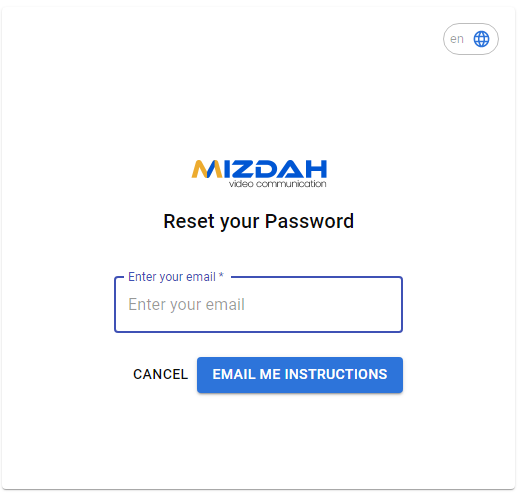 en
MIZDAH
video communication
Reset your Password
Enter your email *
Enter your email
CANCEL
EMAIL ME INSTRUCTIONS